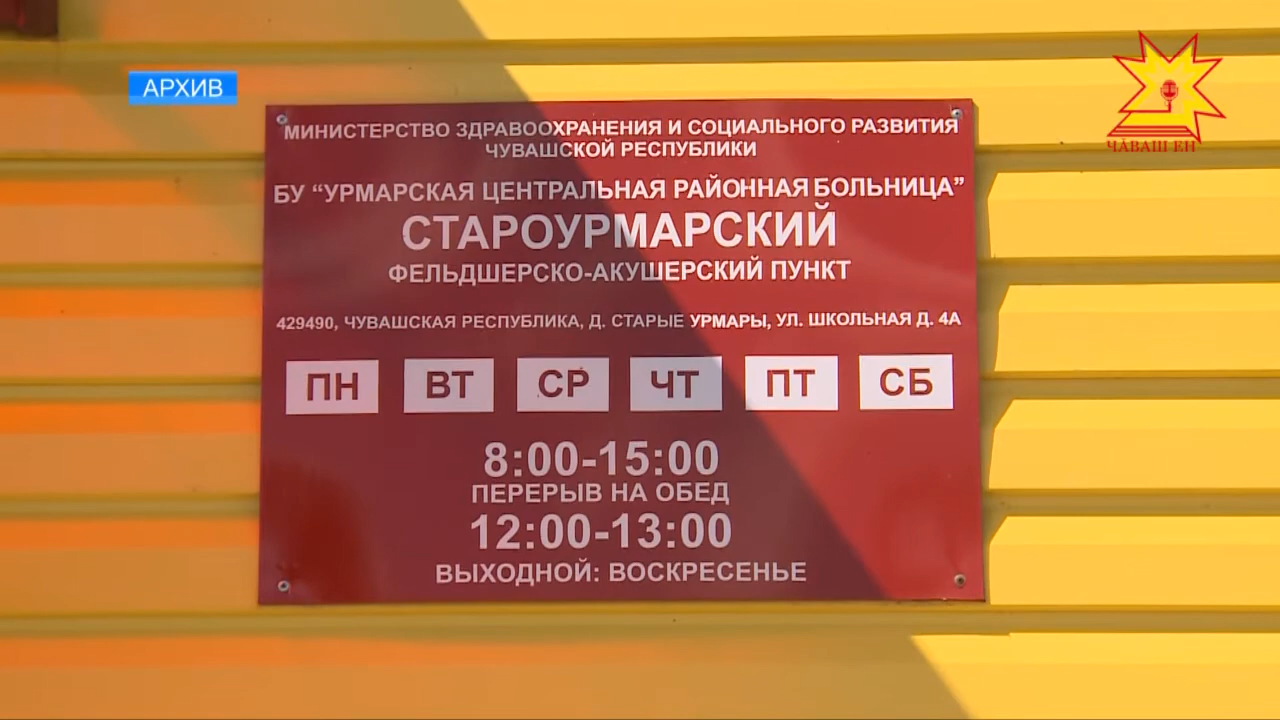 АРХИВ
ЧӐВАШ ЕН
МИНИСТЕРСТВО ЗДРАВООХРАНЕНИЯ И СОЦИАЛЬНОГО РАЗВИТИЯ
ЧУВАШСКОЙ РЕСПУБЛИКИ
БУ “УРМАРСКАЯ ЦЕНТРАЛЬНАЯ РАЙОННАЯ БОЛЬНИЦА”
СТАРОУРМАРСКИЙ
ФЕЛЬДШЕРСКО-АКУШЕРСКИЙ ПУНКТ
429490, ЧУВАШСКАЯ РЕСПУБЛИКА, Д. СТАРЫЕ УРМАРЫ, УЛ. ШКОЛЬНАЯ Д. 4А
ПН ВТ СР ЧТ ПТ СБ
8:00-15:00
ПЕРЕРЫВ НА ОБЕД
12:00-13:00
ВЫХОДНОЙ: ВОСКРЕСЕНЬЕ